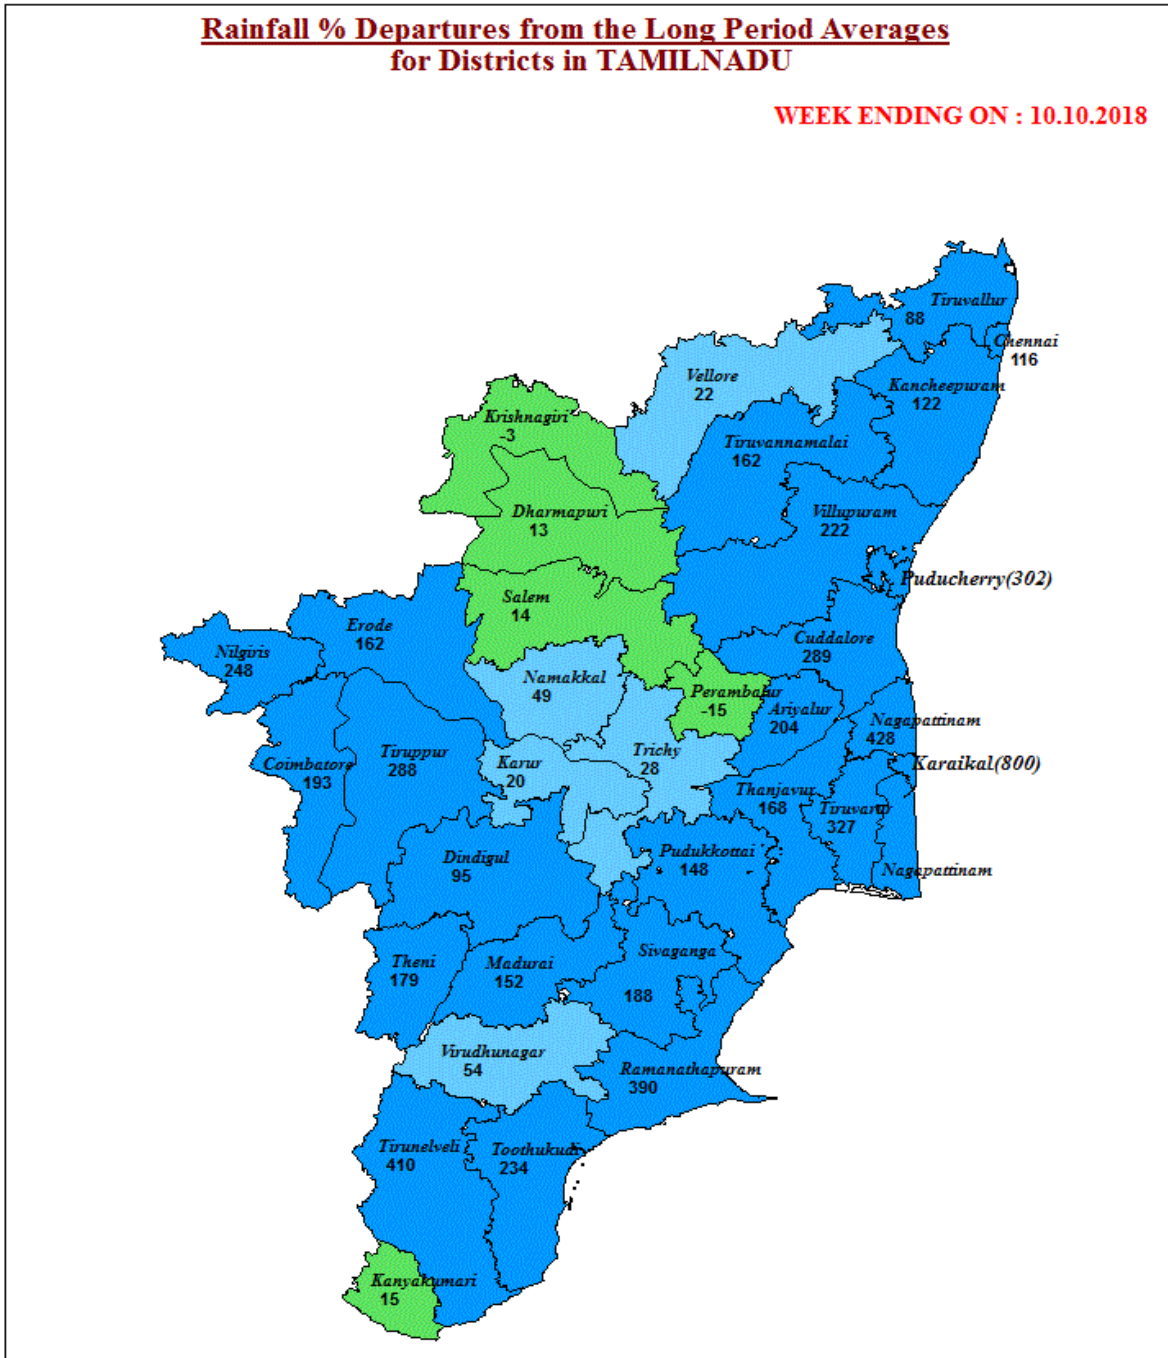 Rainfall % Departures from the Long Period Averages
for Districts in TAMILNADU
WEEK ENDING ON : 10.10.2018
Tiruvallur
88
Chennai
116
Vellore
22
Kancheepuram
122
Krishnagiri
-3
Tiruvannamalai
162
Dharmapuri
13
Villupuram
222
Puducherry(302)
Salem
14
Erode
162
Cuddalore
289
Nilgiris
248
Namakkal
49
Perambalur
-15
Ariyalur
204
Nagapattinam
428
Coimbatore
193
Tiruppur
288
Karur
20
Trichy
28
Karaikal(800)
Thanjavur
168
Tiruvarur
327
Dindigul
95
Pudukkottai
148
Nagapattinam
Theni
179
Madurai
152
Sivaganga
188
Virudhunagar
54
Ramanathapuram
390
Tirunelveli
410
Toothukudi
234
Kanyakumari
15